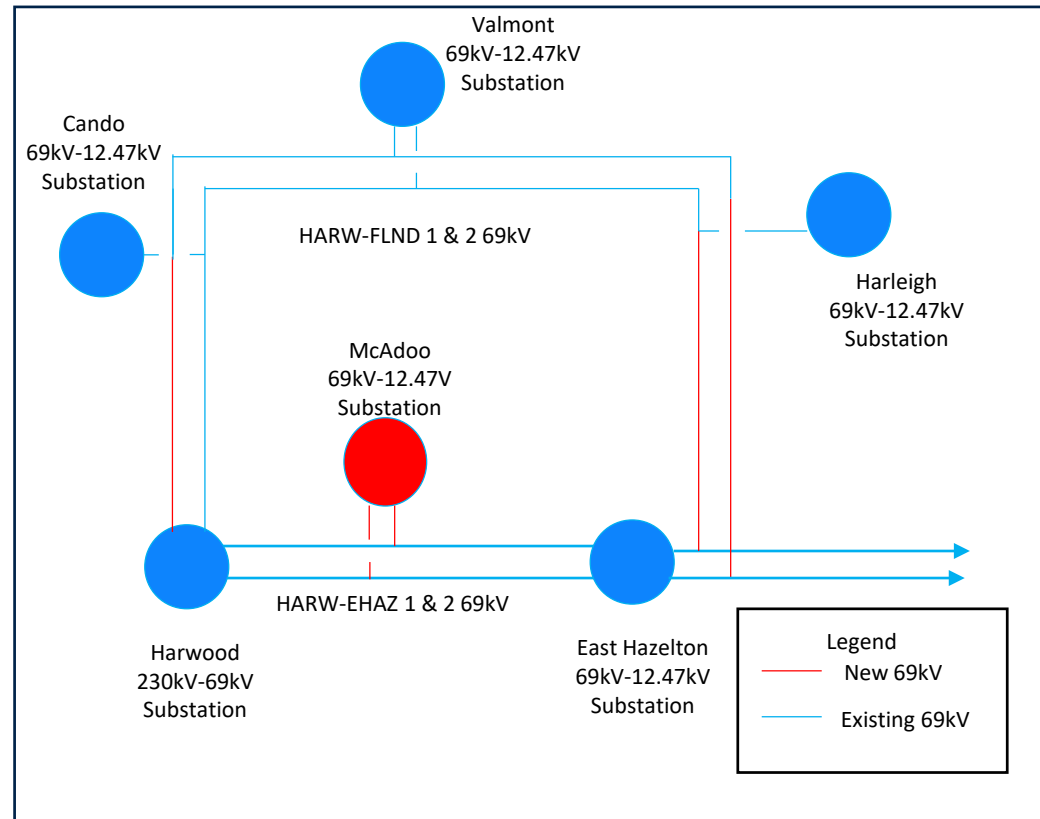 Valmont
69kV-12.47kV
Substation
Cando
69kV-12.47kV
Substation
HARW-FLND 1 & 2 69kV
Harleigh
69kV-12.47kV
Substation
McAdoo
69kV-12.47V
Substation
HARW-EHAZ 1 & 2 69kV
Harwood
230kV-69kV
Substation
East Hazelton
69kV-12.47kV
Substation
Legend
New 69kV
Existing 69kV